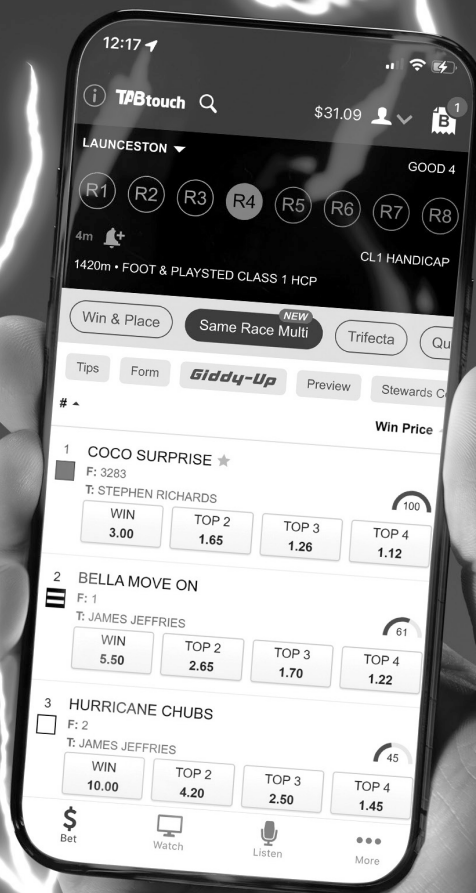 12:17
TABtouch
$31.09
B
1
LAUNCESTON
GOOD 4
R1 R2 R3 R4 R5 R6 R7 R8
4m
CL1 HANDICAP
1420m • FOOT & PLAYSTED CLASS 1 HCP
NEW
Win & Place Same Race Multi Trifecta Qu
Tips Form Giddy-Up Preview Stewards C
#
Win Price
1 COCO SURPRISE
F: 3283
T: STEPHEN RICHARDS
100
WIN TOP 2 TOP 3 TOP 4
3.00 1.65 1.26 1.12
2 BELLA MOVE ON
F: 1
T: JAMES JEFFRIES
61
WIN TOP 2 TOP 3 TOP 4
5.50 2.65 1.70 1.22
3 HURRICANE CHUBS
F: 2
T: JAMES JEFFRIES
45
WIN TOP 2 TOP 3 TOP 4
10.00 4.20 2.50 1.45
Bet Watch Listen More